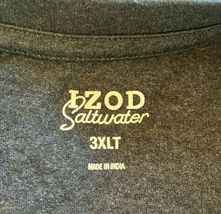 IZOD
Saltwater
3XLT
MADE IN INDIA